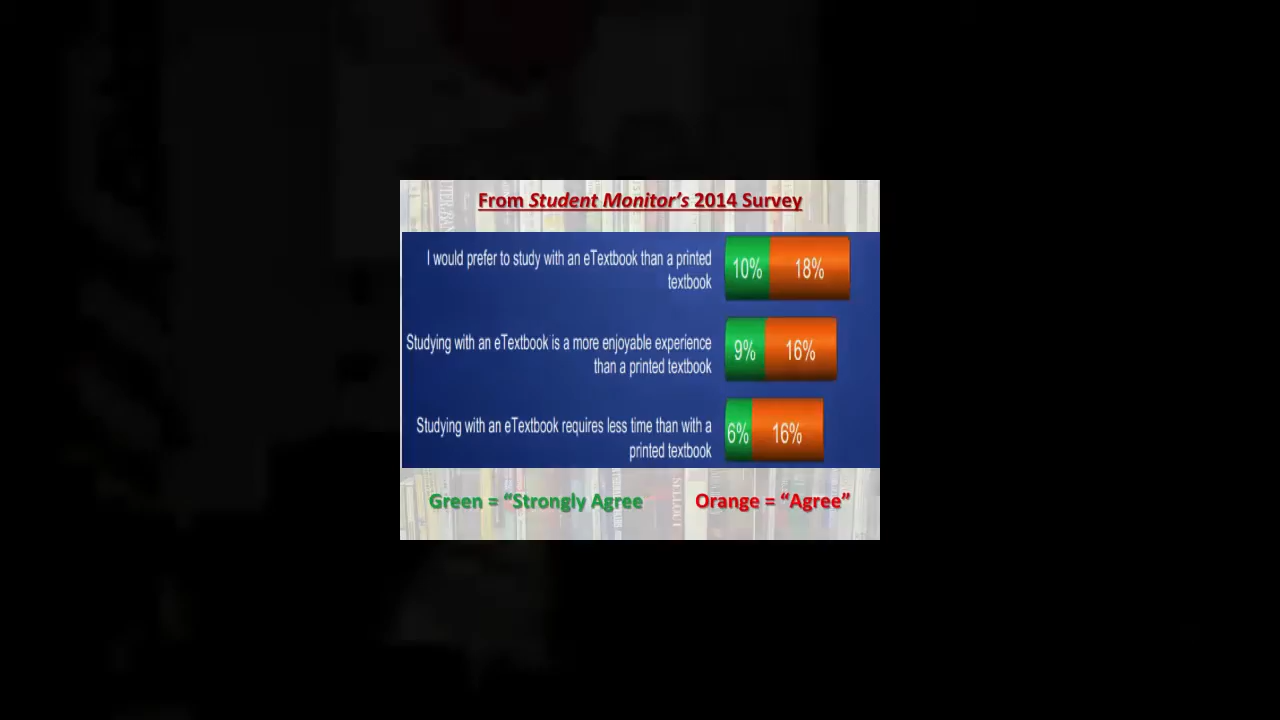 From Student Monitor's 2014 Survey
I would prefer to study with an eTextbook than a printed
textbook
10% 18%
Studying with an eTextbook is a more enjoyable experience
than a printed textbook
9% 16%
Studying with an eTextbook requires less time than with a
printed textbook
6% 16%
Green = “Strongly Agree
Orange = “Agree”